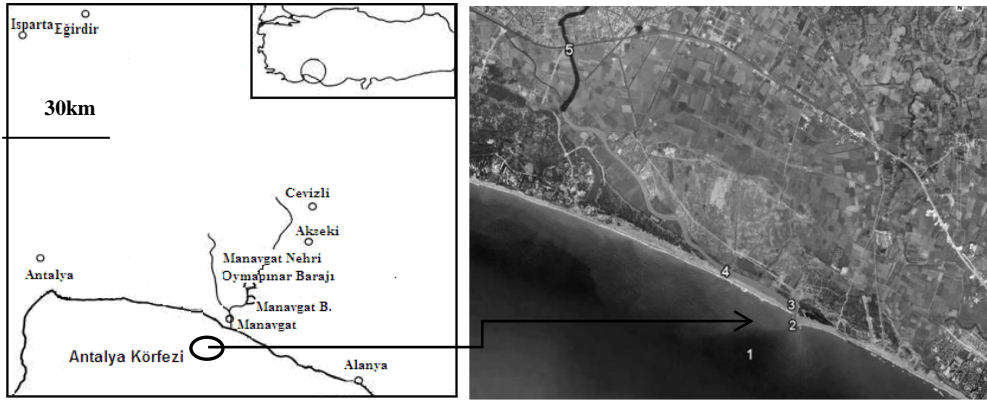 Isparta Eğirdir
30km
Cevizli
Akseki
Manavgat Nehri
Oymapınar Barajı
Antalya
Manavgat B.
Manavgat
Antalya Körfezi
Alanya
N
5
4
3
2
1